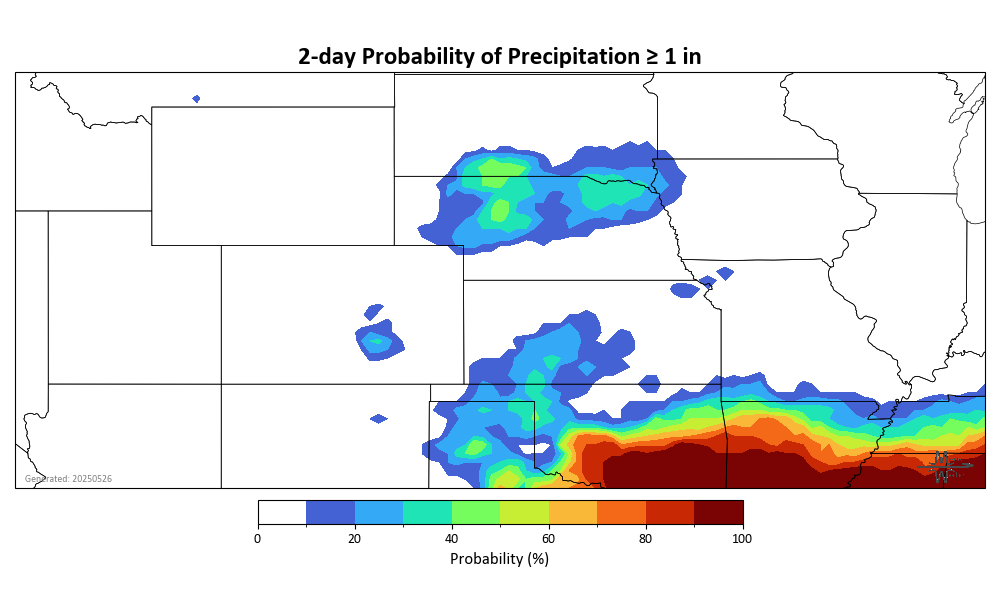 2-day Probability of Precipitation ≥ 1 in
Generated: 20250526
0 20 40 60 80 100
Probability (%)